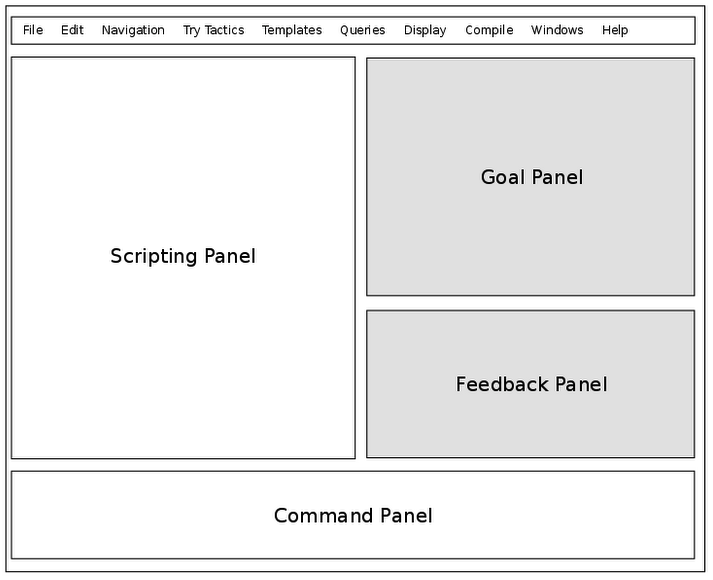 File Edit Navigation Try Tactics Templates Queries Display Compile Windows Help
Scripting Panel
Goal Panel
Feedback Panel
Command Panel